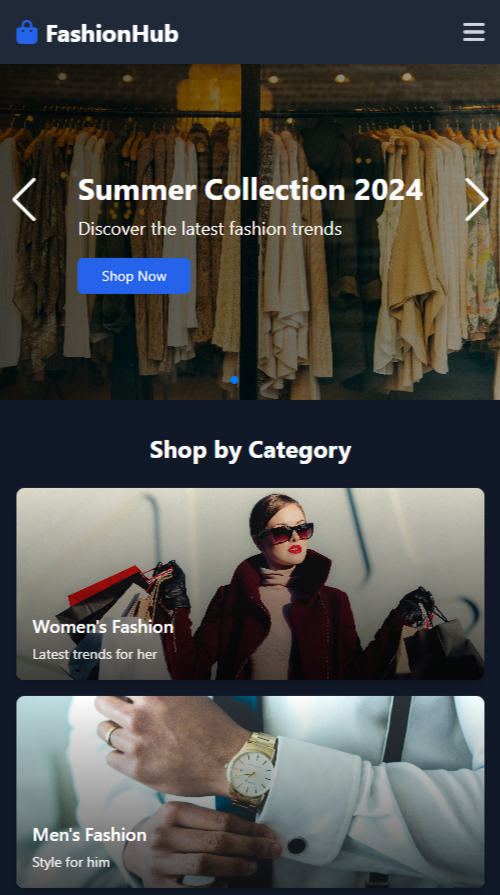 FashionHub
Summer Collection 2024
Discover the latest fashion trends
Shop Now
Shop by Category
Women's Fashion
Latest trends for her
Men's Fashion
Style for him